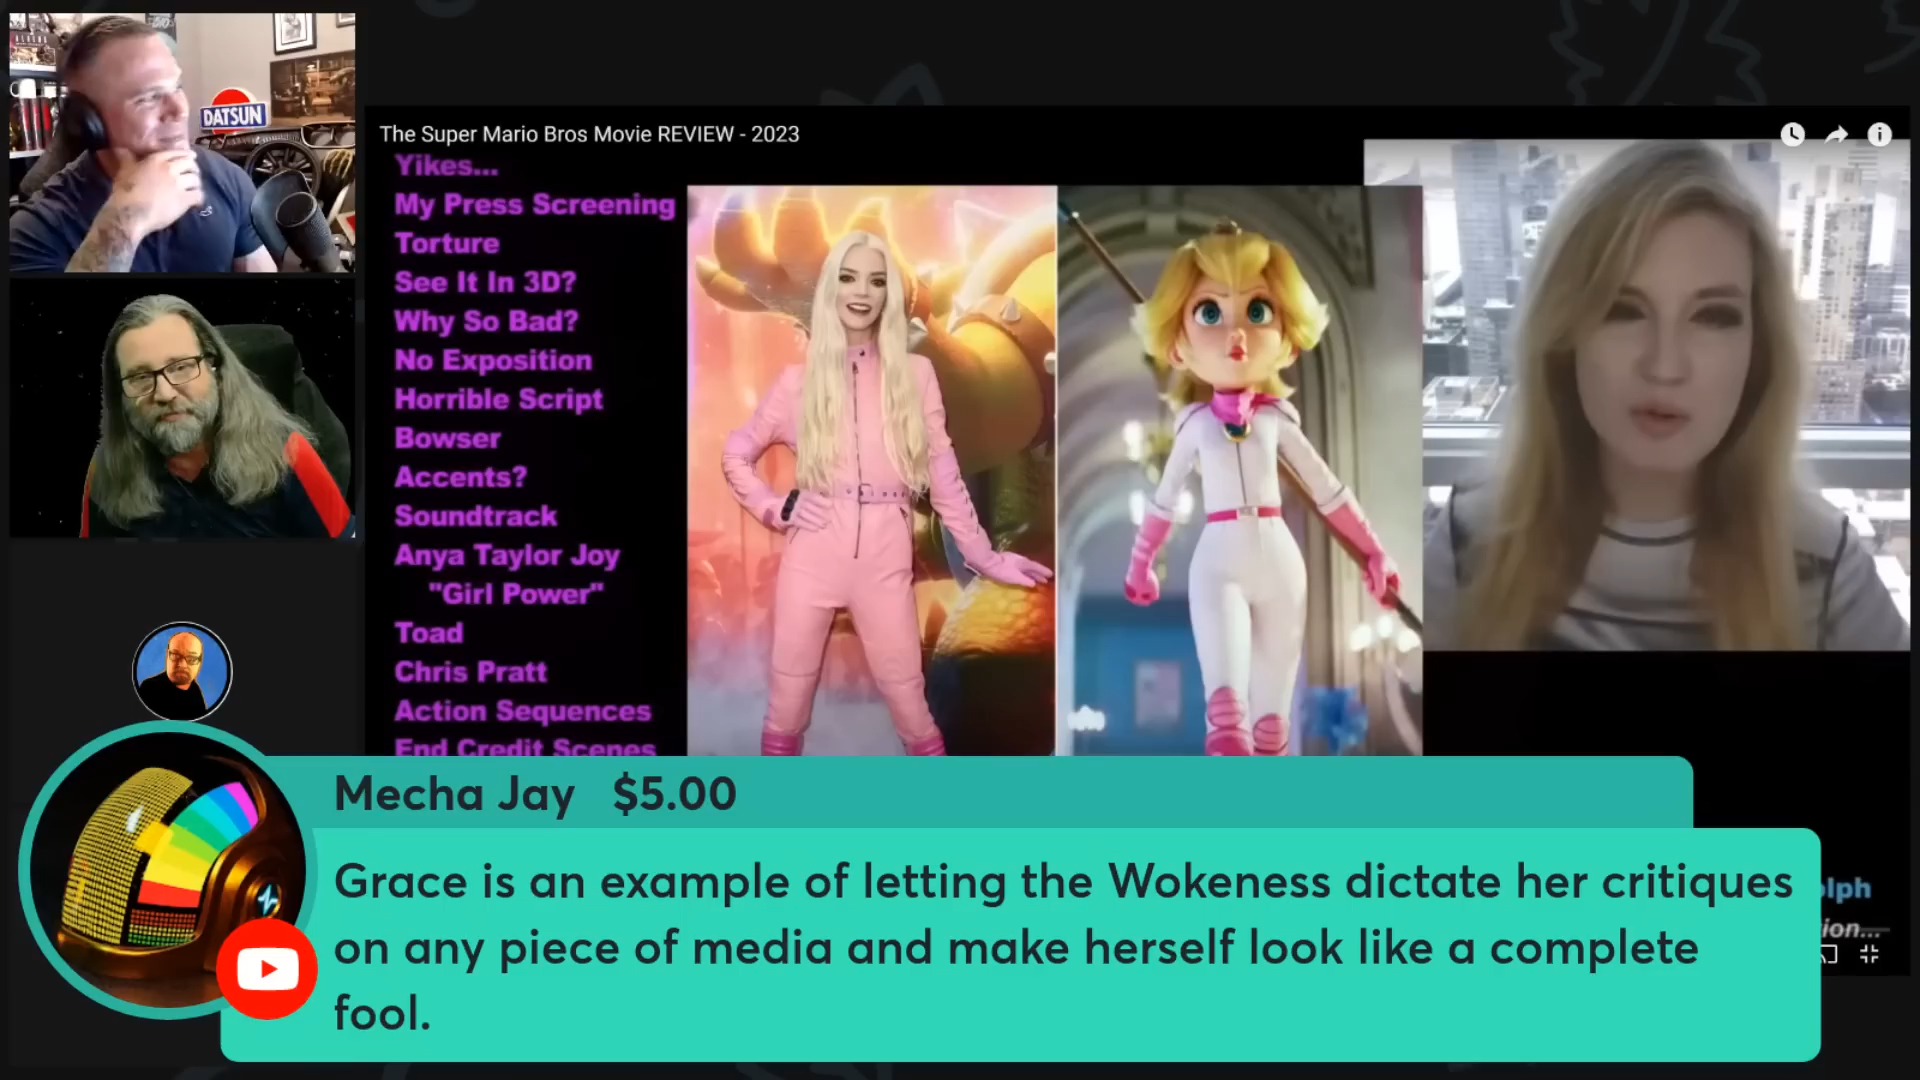 DATSUN
The Super Mario Bros Movie REVIEW - 2023
Yikes...
My Press Screening
Torture
See It In 3D?
Why So Bad?
No Exposition
Horrible Script
Bowser
Accents?
Soundtrack
Anya Taylor Joy
"Girl Power"
Toad
Chris Pratt
Action Sequences
End Credit Scenes
Mecha Jay $5.00
Grace is an example of letting the Wokeness dictate her critiques
on any piece of media and make herself look like a complete
fool.
olph
ion...